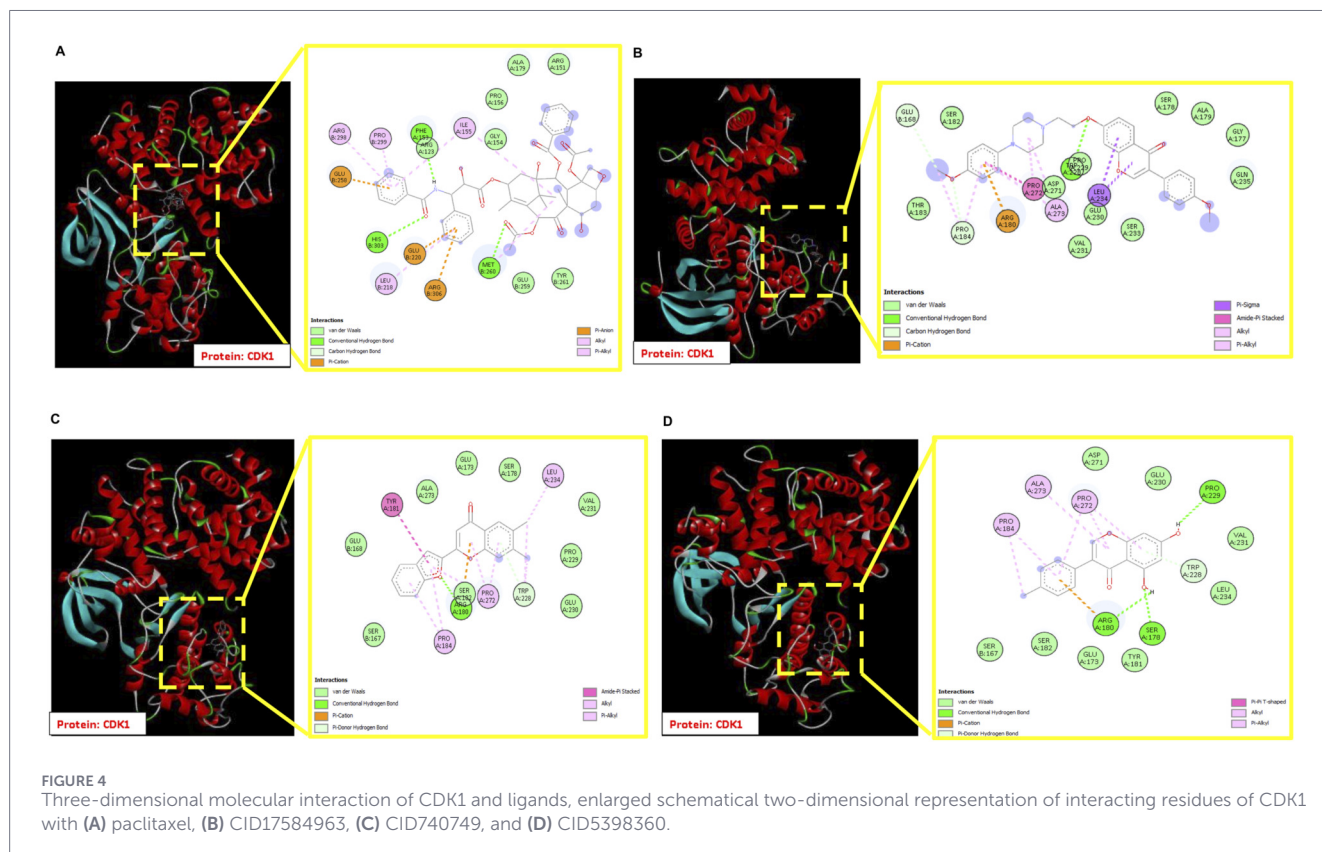 A
ALA
A:179
ARG
A:151
PRO
A:156
ARG
B:298
PRO
B:299
PHE
A:153
ILE
A:155
ARG
A:123
GLY
A:154
GLU
B:258
HIS
B:303
GLU
B:220
LEU
B:218
ARG
B:306
MET
B:260
GLU
B:259
TYR
B:261
Interactions
van der Waals
Conventional Hydrogen Bond
Carbon Hydrogen Bond
Pi-Cation
Pi-Anion
Alkyl
Pi-Alkyl
Protein: CDK1
B
GLU
B:168
SER
A:182
SER
A:178
ALA
A:179
GLY
A:177
GLN
A:235
PRO
A:229
TRP
PRO
A:272
ASP
A:271
LEU
A:234
ALA
A:273
GLU
A:230
SER
A:233
THR
A:183
PRO
A:184
ARG
A:180
VAL
A:231
Interactions
van der Waals
Conventional Hydrogen Bond
Carbon Hydrogen Bond
Pi-Cation
Pi-Sigma
Amide-Pi Stacked
Alkyl
Pi-Alkyl
Protein: CDK1
C
GLU
A:173
SER
A:178
LEU
A:234
ALA
A:273
TYR
A:181
VAL
A:231
GLU
B:168
PRO
A:229
SER
A:182
ARG
A:180
PRO
A:272
TRP
A:228
GLU
A:230
SER
B:167
PRO
A:184
Interactions
van der Waals
Conventional Hydrogen Bond
Pi-Cation
Pi-Donor Hydrogen Bond
Amide-Pi Stacked
Alkyl
Pi-Alkyl
Protein: CDK1
D
ASP
A:271
GLU
A:230
ALA
A:273
PRO
A:272
PRO
A:229
PRO
A:184
H
VAL
A:231
TRP
A:228
LEU
A:234
H
ARG
A:180
SER
A:178
SER
B:167
SER
A:182
GLU
A:173
TYR
A:181
Interactions
van der Waals
Conventional Hydrogen Bond
Pi-Cation
Pi-Donor Hydrogen Bond
Pi-Pi T-shaped
Alkyl
Pi-Alkyl
Protein: CDK1
FIGURE 4
Three-dimensional molecular interaction of CDK1 and ligands, enlarged schematical two-dimensional representation of interacting residues of CDK1
with (A) paclitaxel, (B) CID17584963, (C) CID740749, and (D) CID5398360.